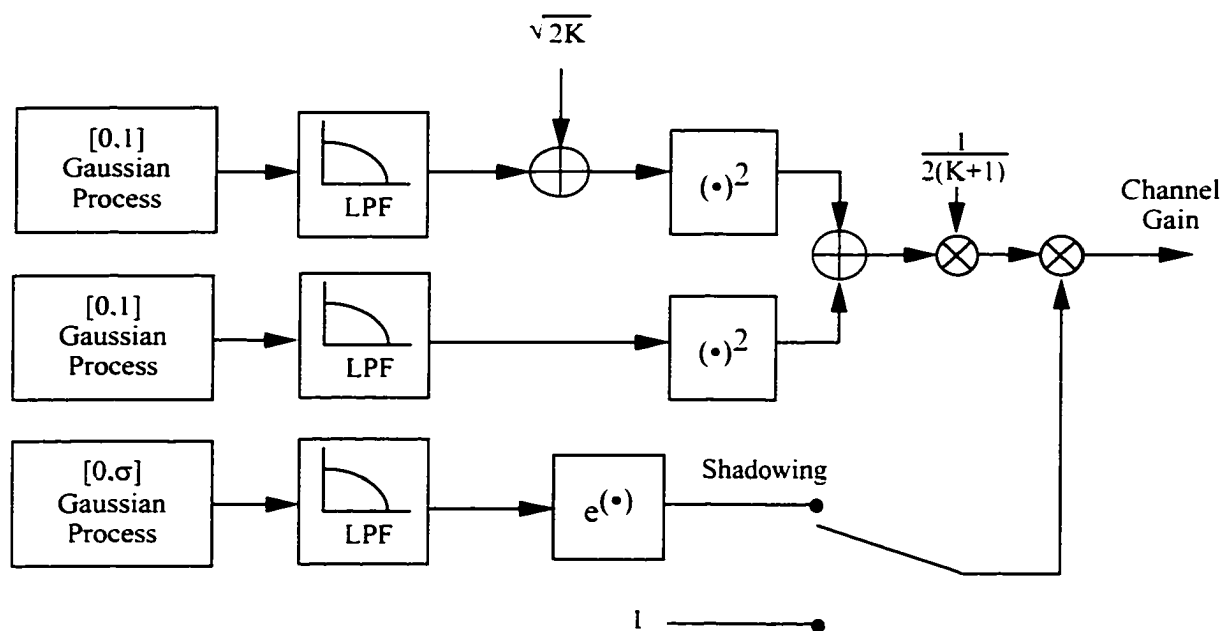 √2K
[0,1]
Gaussian
Process
LPF
(•)2
1
2(K+1)
Channel
Gain
[0,1]
Gaussian
Process
LPF
(•)2
[0,σ]
Gaussian
Process
LPF
e(•)
Shadowing
1